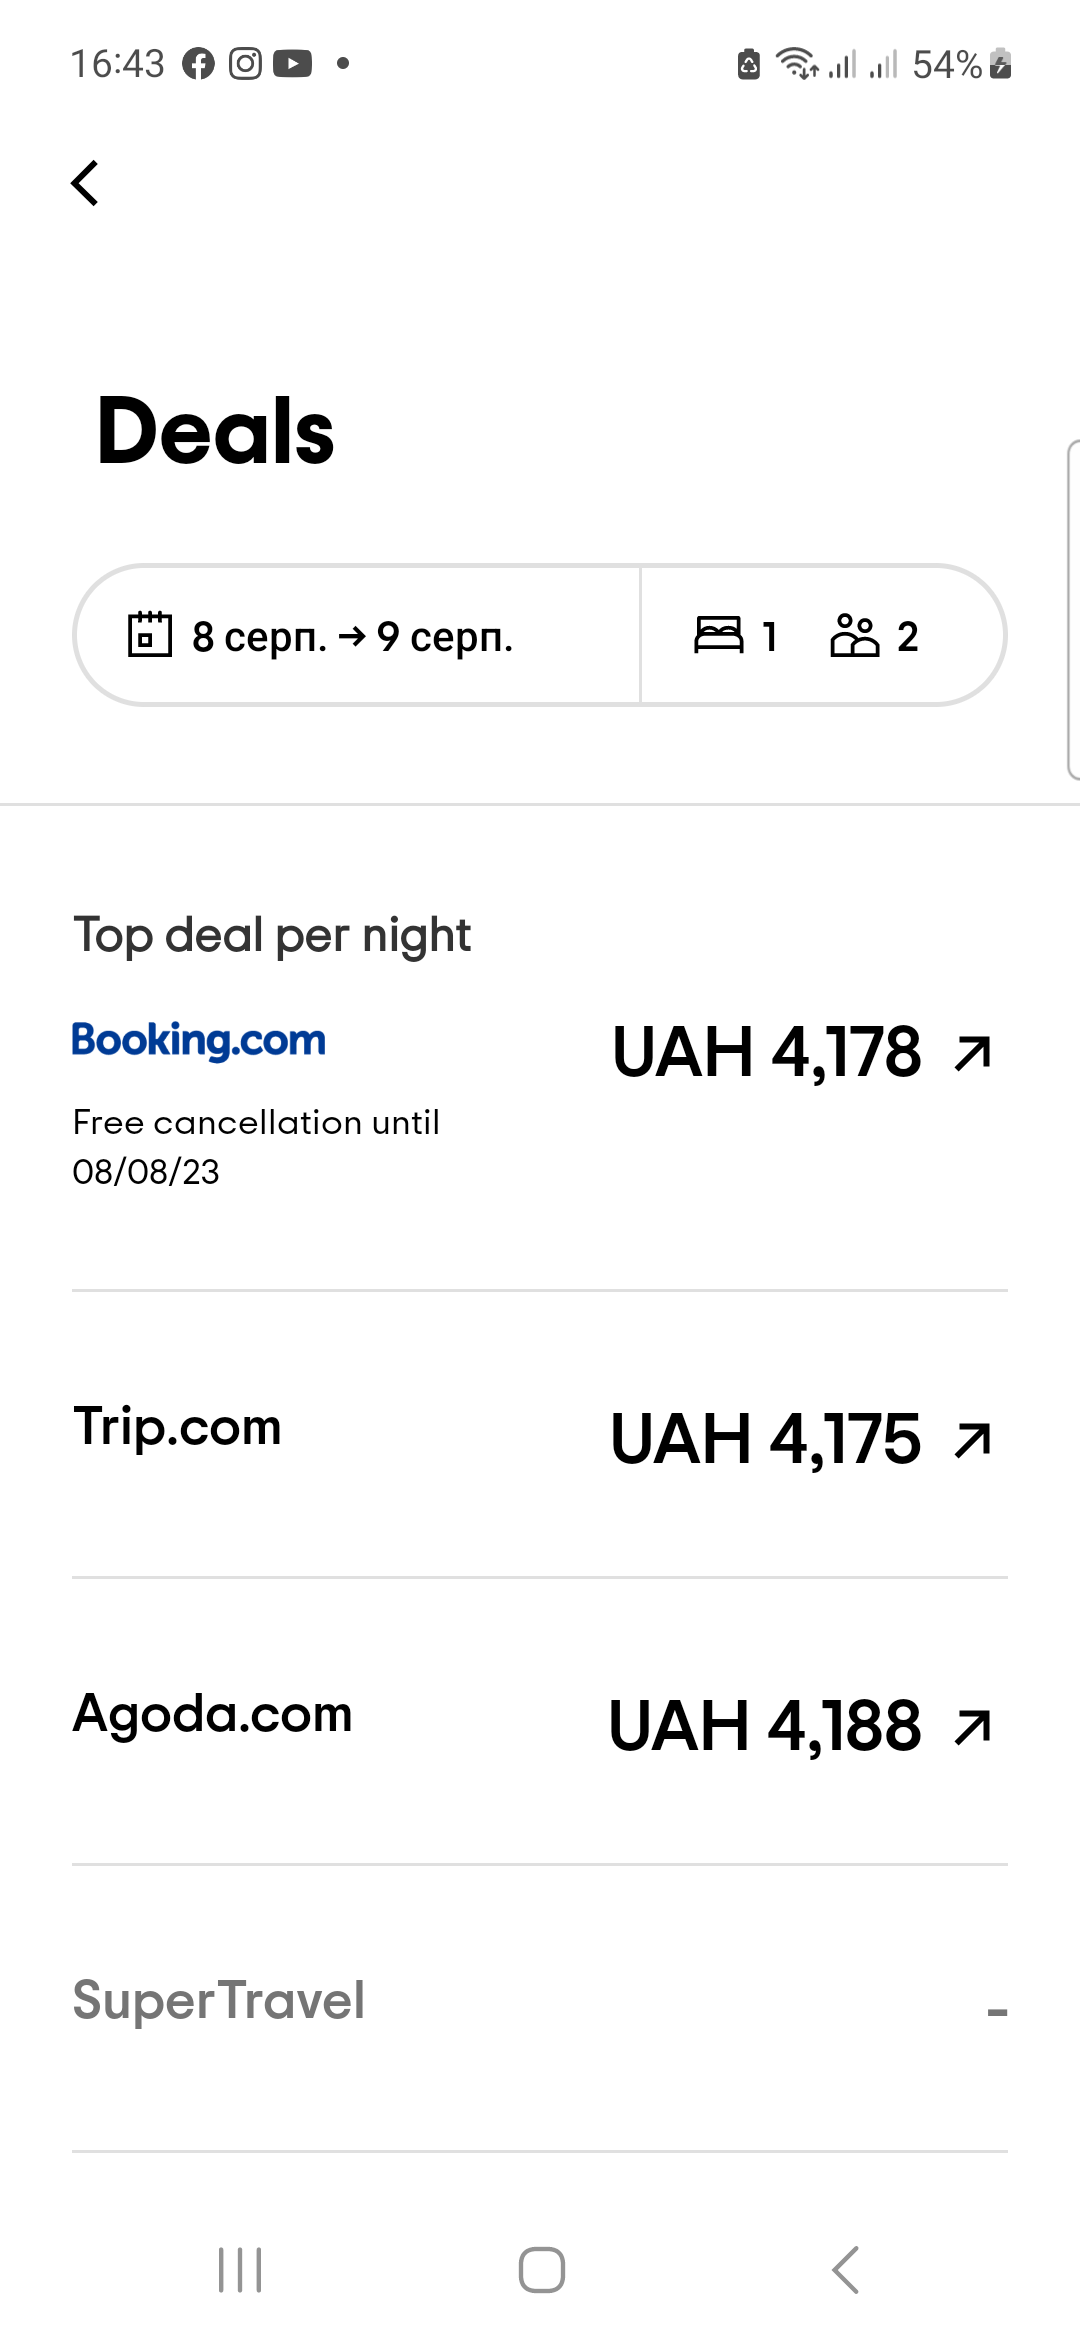 16:43
54%
Deals
8 серп. → 9 серп.
1
2
Top deal per night
Booking.com
UAH 4,178
Free cancellation until
08/08/23
Trip.com
UAH 4,175
Agoda.com
UAH 4,188
SuperTravel
-